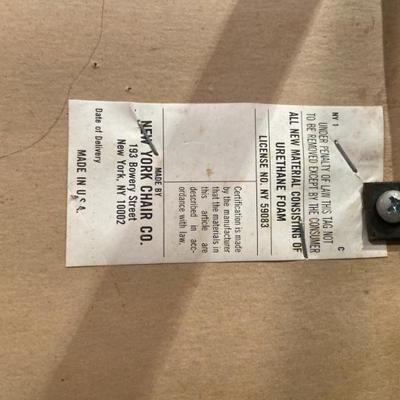 NY 1 C
UNDER PENALTY OF LAW THIS TAG NOT
TO BE REMOVED EXCEPT BY THE CONSUMER
ALL NEW MATERIAL CONSISTING OF
URETHANE FOAM
LICENSE NO. NY 59083
Certification is made
by the manufacturer
that the materials in
this article are
described in acc-
ordance with law.
MADE BY
NEW YORK CHAIR CO.
193 Bowery Street
New York, NY 10002
Date of Delivery
MADE IN U.S.A.